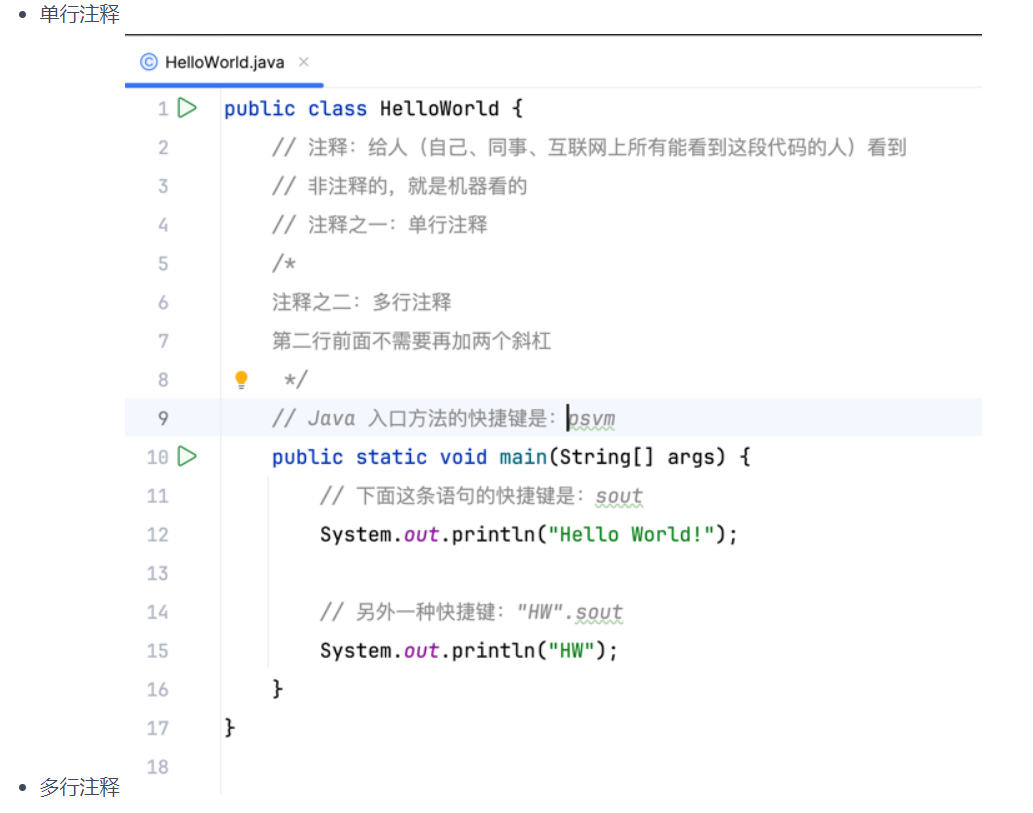 • 单行注释
HelloWorld.java ×
1 public class HelloWorld {
2 // 注释：给人（自己、同事、互联网上所有能看到这段代码的人）看到
3 // 非注释的，就是机器看的
4 // 注释之一：单行注释
5 /*
6 注释之二：多行注释
7 第二行前面不需要再加两个斜杠
8 */
9 // Java 入口方法的快捷键是：psvm
10 public static void main(String[] args) {
11 // 下面这条语句的快捷键是：sout
12 System.out.println("Hello World!");
13
14 // 另外一种快捷键："HW".sout
15 System.out.println("HW");
16 }
17 }
18
• 多行注释